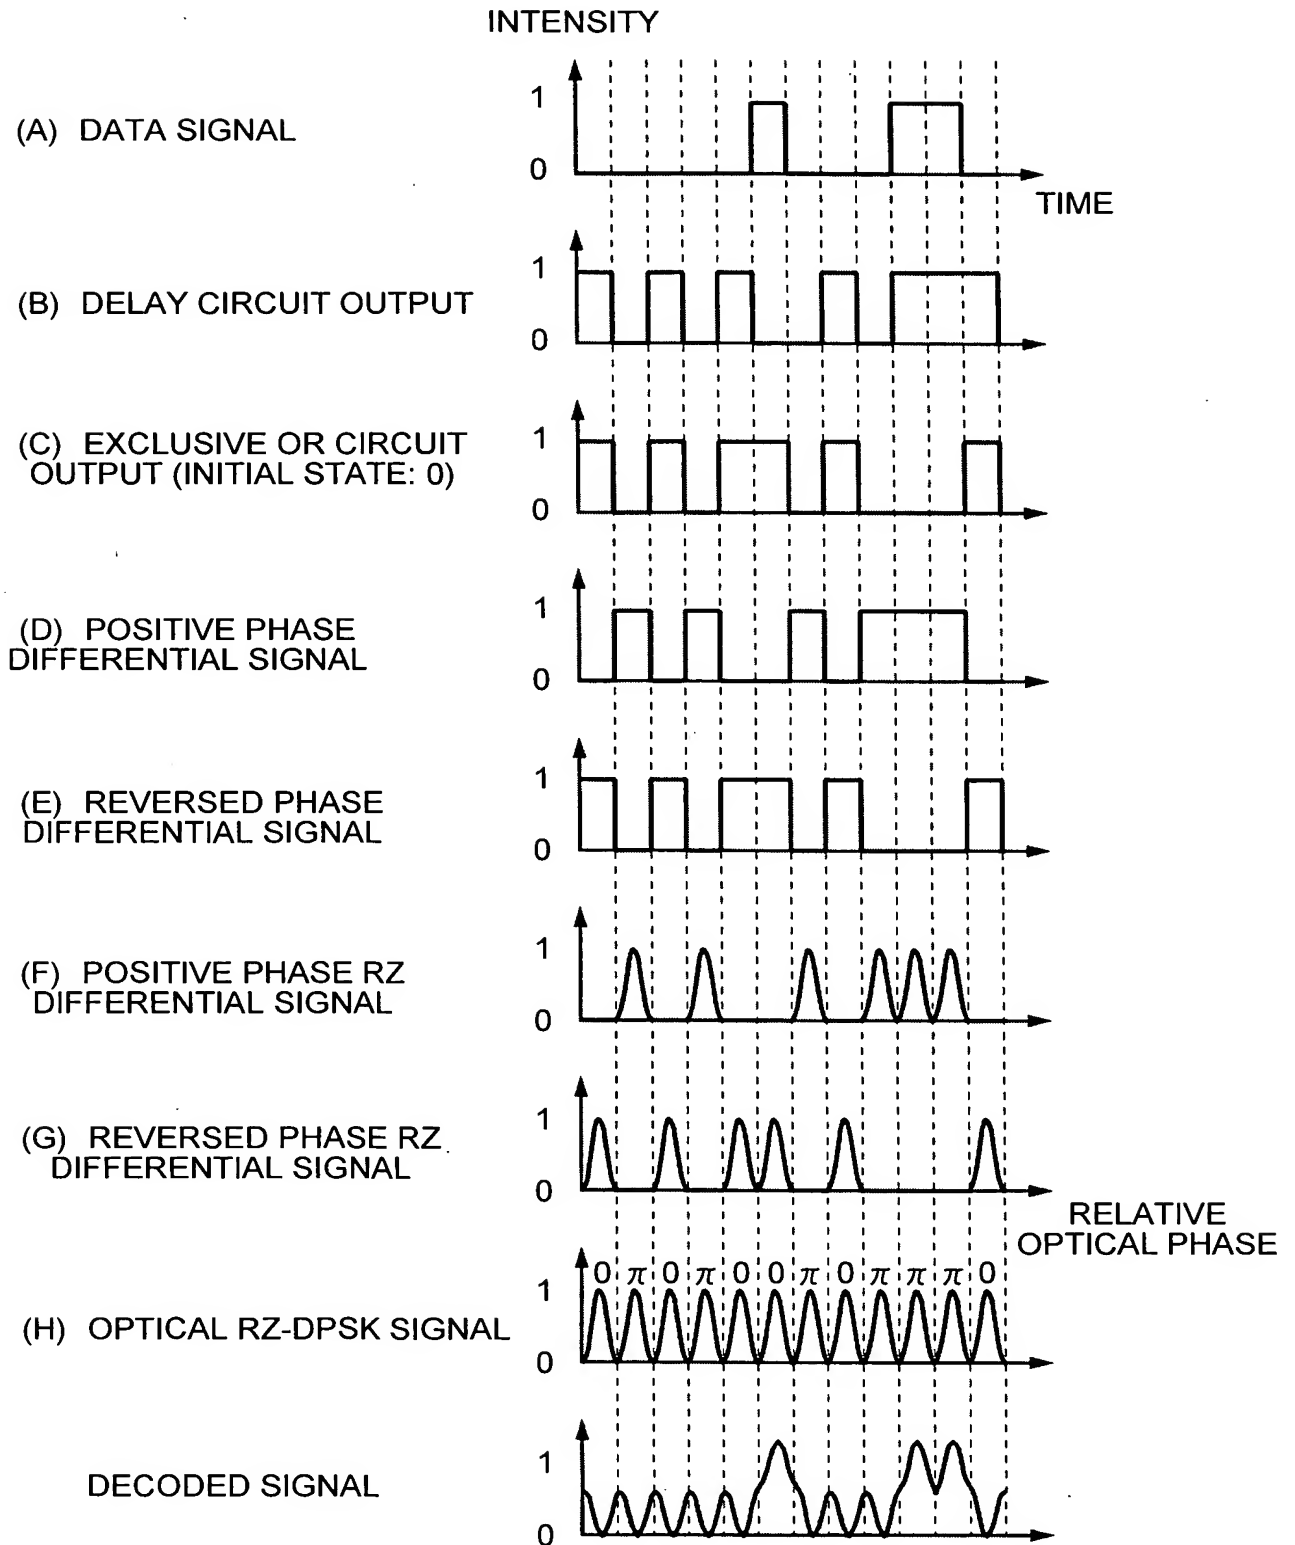 INTENSITY
1
(A) DATA SIGNAL
0
TIME
1
(B) DELAY CIRCUIT OUTPUT
0
(C) EXCLUSIVE OR CIRCUIT
OUTPUT (INITIAL STATE: 0)
1
0
1
(D) POSITIVE PHASE
DIFFERENTIAL SIGNAL
0
1
(E) REVERSED PHASE
DIFFERENTIAL SIGNAL
0
1
(F) POSITIVE PHASE RZ
DIFFERENTIAL SIGNAL
0
1
(G) REVERSED PHASE RZ
DIFFERENTIAL SIGNAL
0
RELATIVE
OPTICAL PHASE
0 π 0 π 0 0 π 0 π π π 0
1
(H) OPTICAL RZ-DPSK SIGNAL
0
1
DECODED SIGNAL
0